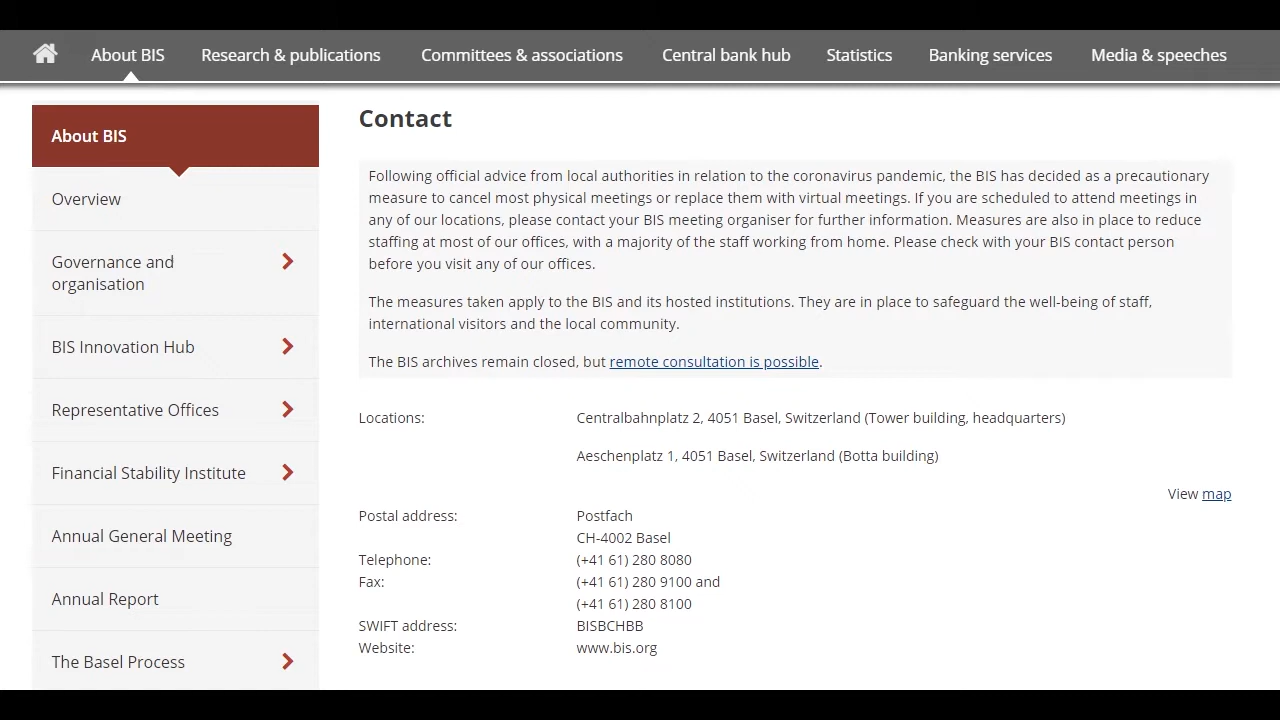 About BIS
Research & publications
Committees & associations
Central bank hub
Statistics
Banking services
Media & speeches
About BIS
Overview
Governance and
organisation
BIS Innovation Hub
Representative Offices
Financial Stability Institute
Annual General Meeting
Annual Report
The Basel Process
Contact
Following official advice from local authorities in relation to the coronavirus pandemic, the BIS has decided as a precautionary
measure to cancel most physical meetings or replace them with virtual meetings. If you are scheduled to attend meetings in
any of our locations, please contact your BIS meeting organiser for further information. Measures are also in place to reduce
staffing at most of our offices, with a majority of the staff working from home. Please check with your BIS contact person
before you visit any of our offices.
The measures taken apply to the BIS and its hosted institutions. They are in place to safeguard the well-being of staff,
international visitors and the local community.
The BIS archives remain closed, but remote consultation is possible.
Locations: Centralbahnplatz 2, 4051 Basel, Switzerland (Tower building, headquarters)
Aeschenplatz 1, 4051 Basel, Switzerland (Botta building)
View map
Postal address: Postfach
CH-4002 Basel
Telephone: (+41 61) 280 8080
Fax: (+41 61) 280 9100 and
(+41 61) 280 8100
SWIFT address: BISBCHBB
Website: www.bis.org